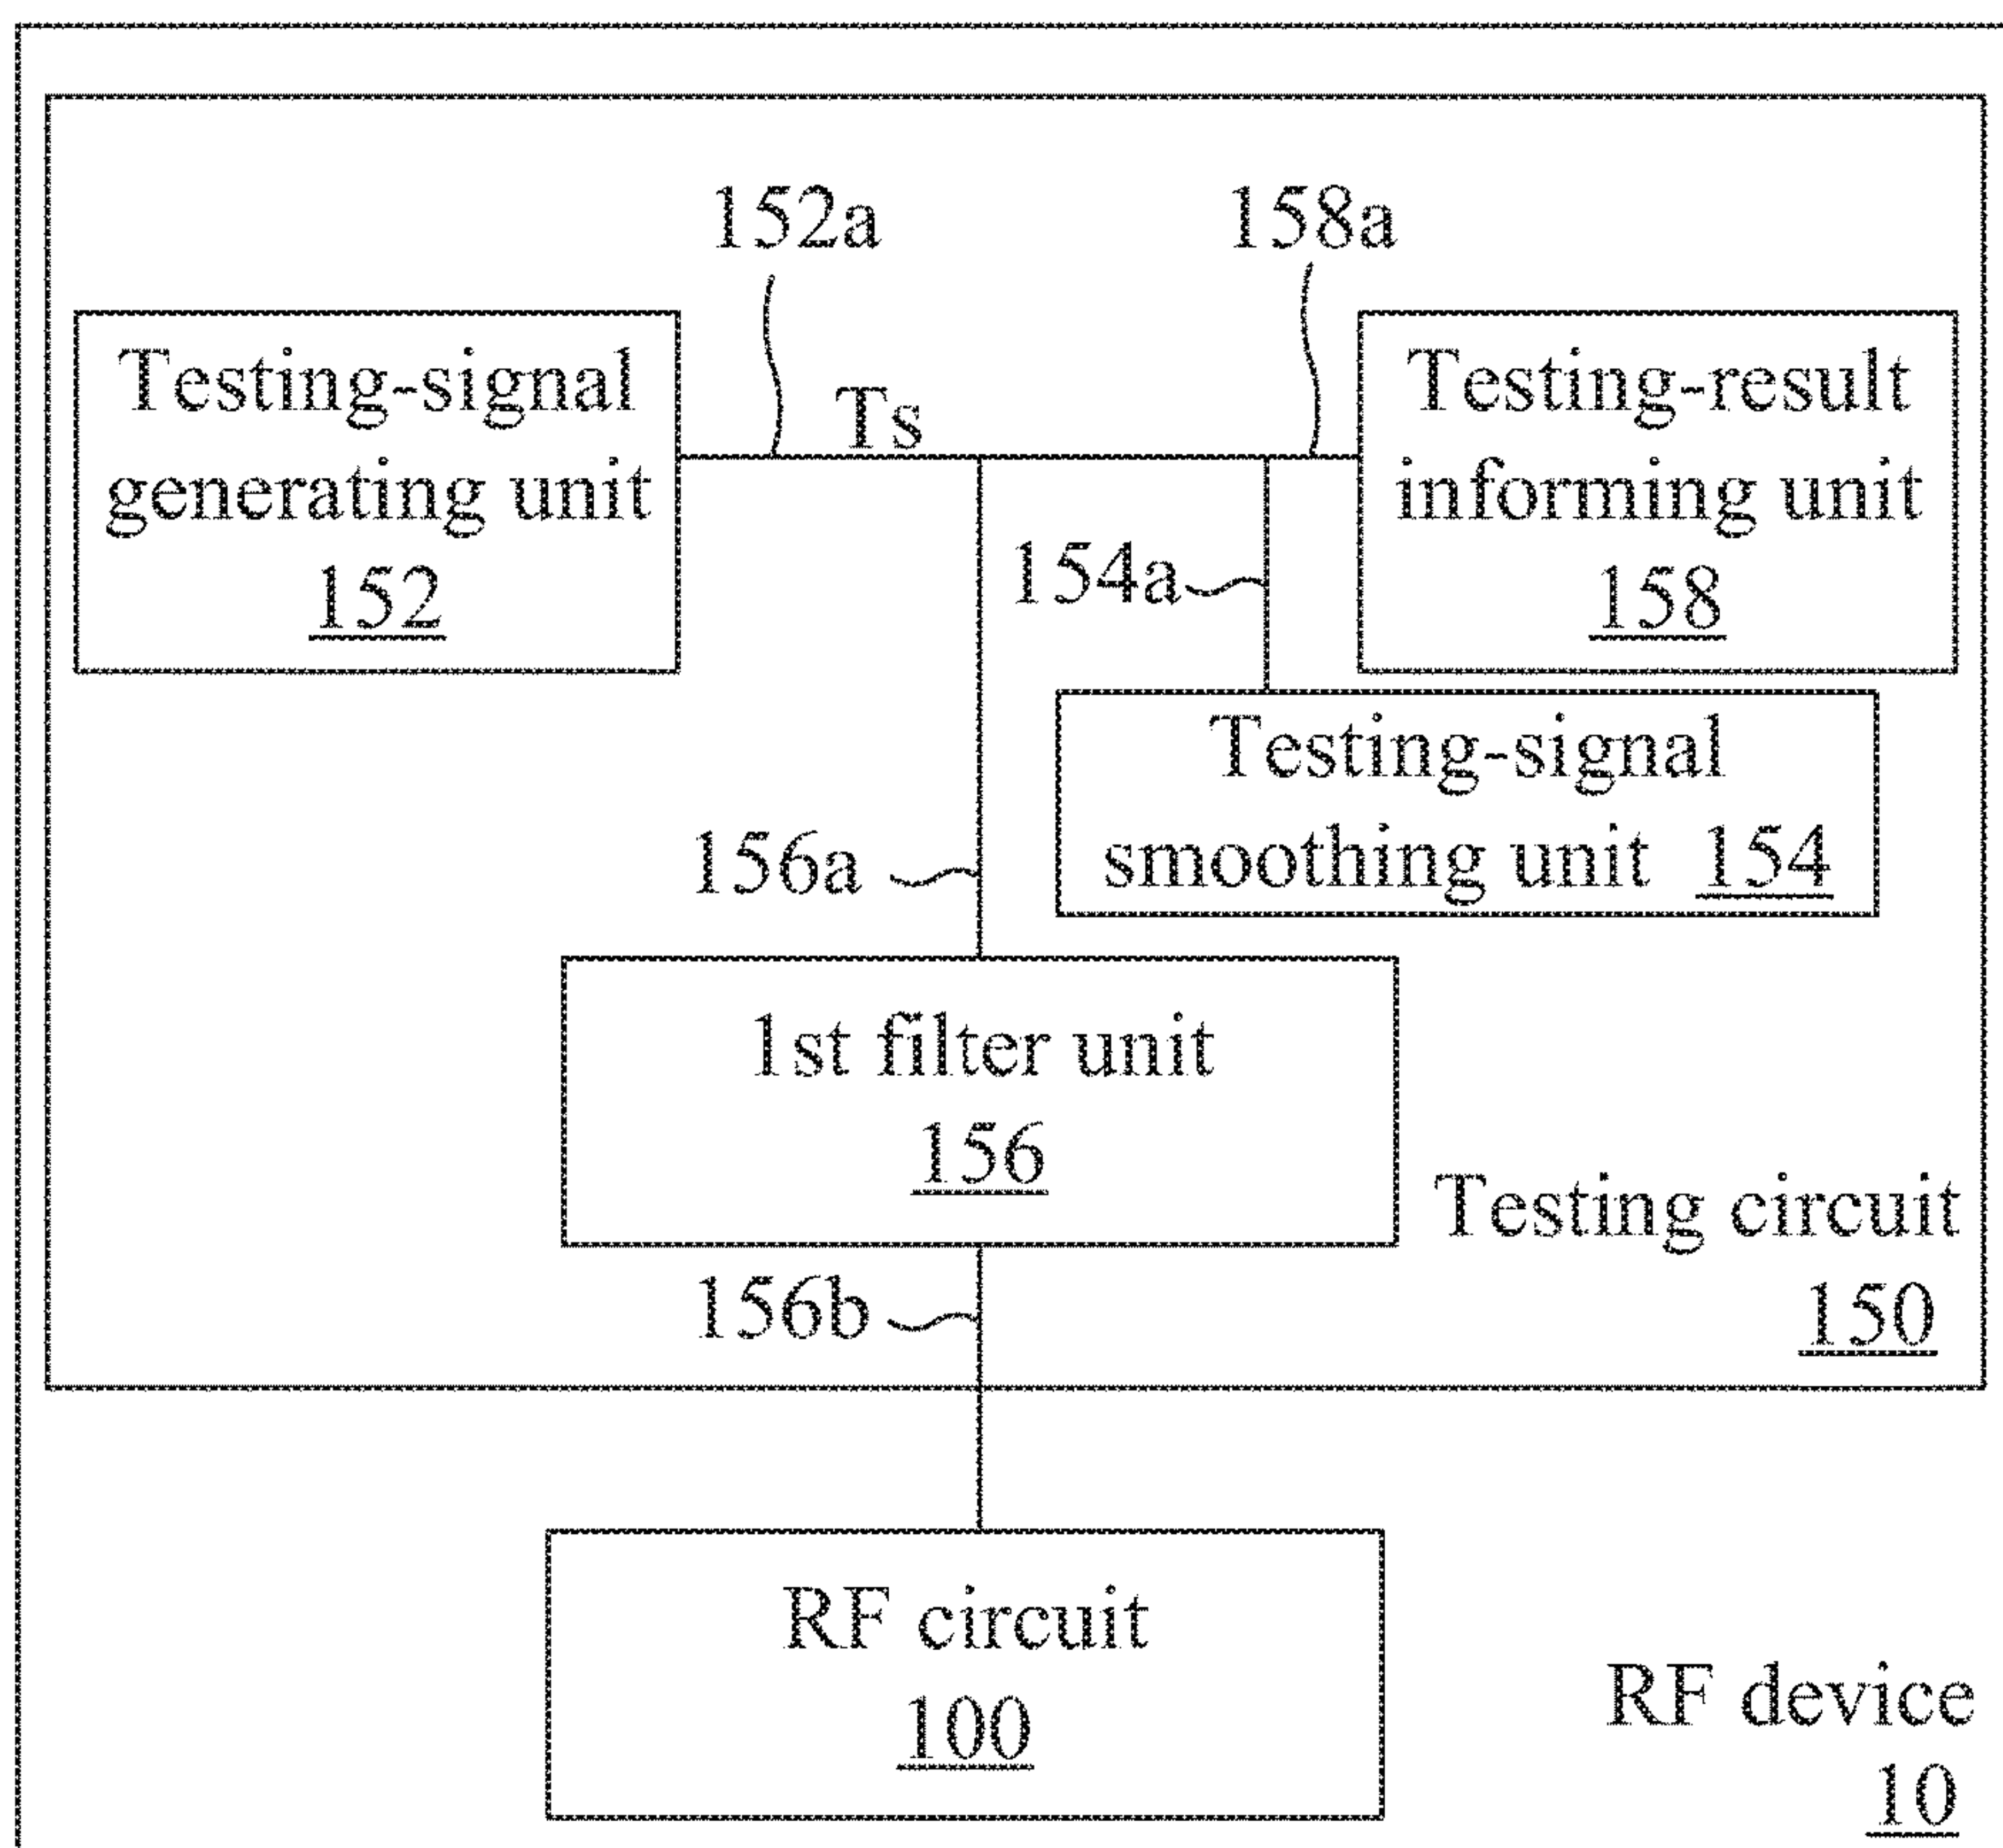 152a
158a
Testing-signal
generating unit
152
Ts
Testing-result
informing unit
158
154a
Testing-signal
smoothing unit 154
156a
1st filter unit
156
Testing circuit
150
156b
RF circuit
100
RF device
10